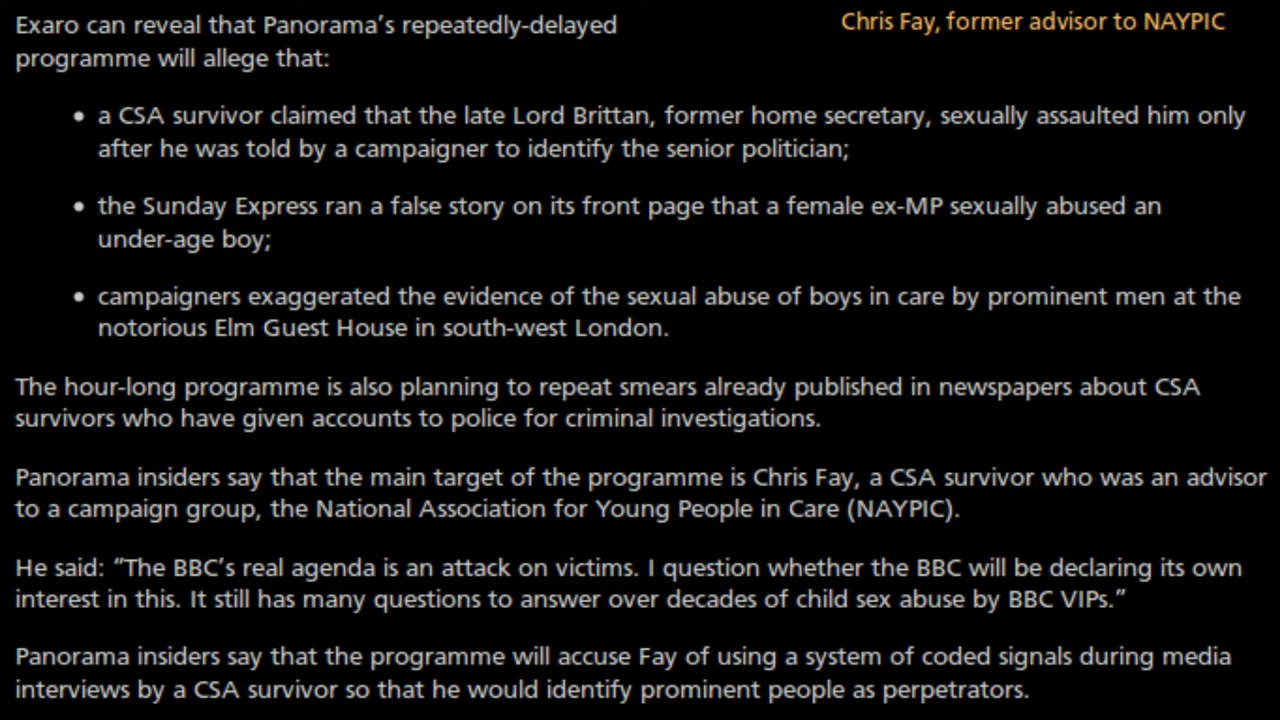 Exaro can reveal that Panorama's repeatedly-delayed
programme will allege that:
Chris Fay, former advisor to NAYPIC
• a CSA survivor claimed that the late Lord Brittan, former home secretary, sexually assaulted him only
after he was told by a campaigner to identify the senior politician;
• the Sunday Express ran a false story on its front page that a female ex-MP sexually abused an
under-age boy;
• campaigners exaggerated the evidence of the sexual abuse of boys in care by prominent men at the
notorious Elm Guest House in south-west London.
The hour-long programme is also planning to repeat smears already published in newspapers about CSA
survivors who have given accounts to police for criminal investigations.
Panorama insiders say that the main target of the programme is Chris Fay, a CSA survivor who was an advisor
to a campaign group, the National Association for Young People in Care (NAYPIC).
He said: "The BBC's real agenda is an attack on victims. I question whether the BBC will be declaring its own
interest in this. It still has many questions to answer over decades of child sex abuse by BBC VIPs."
Panorama insiders say that the programme will accuse Fay of using a system of coded signals during media
interviews by a CSA survivor so that he would identify prominent people as perpetrators.